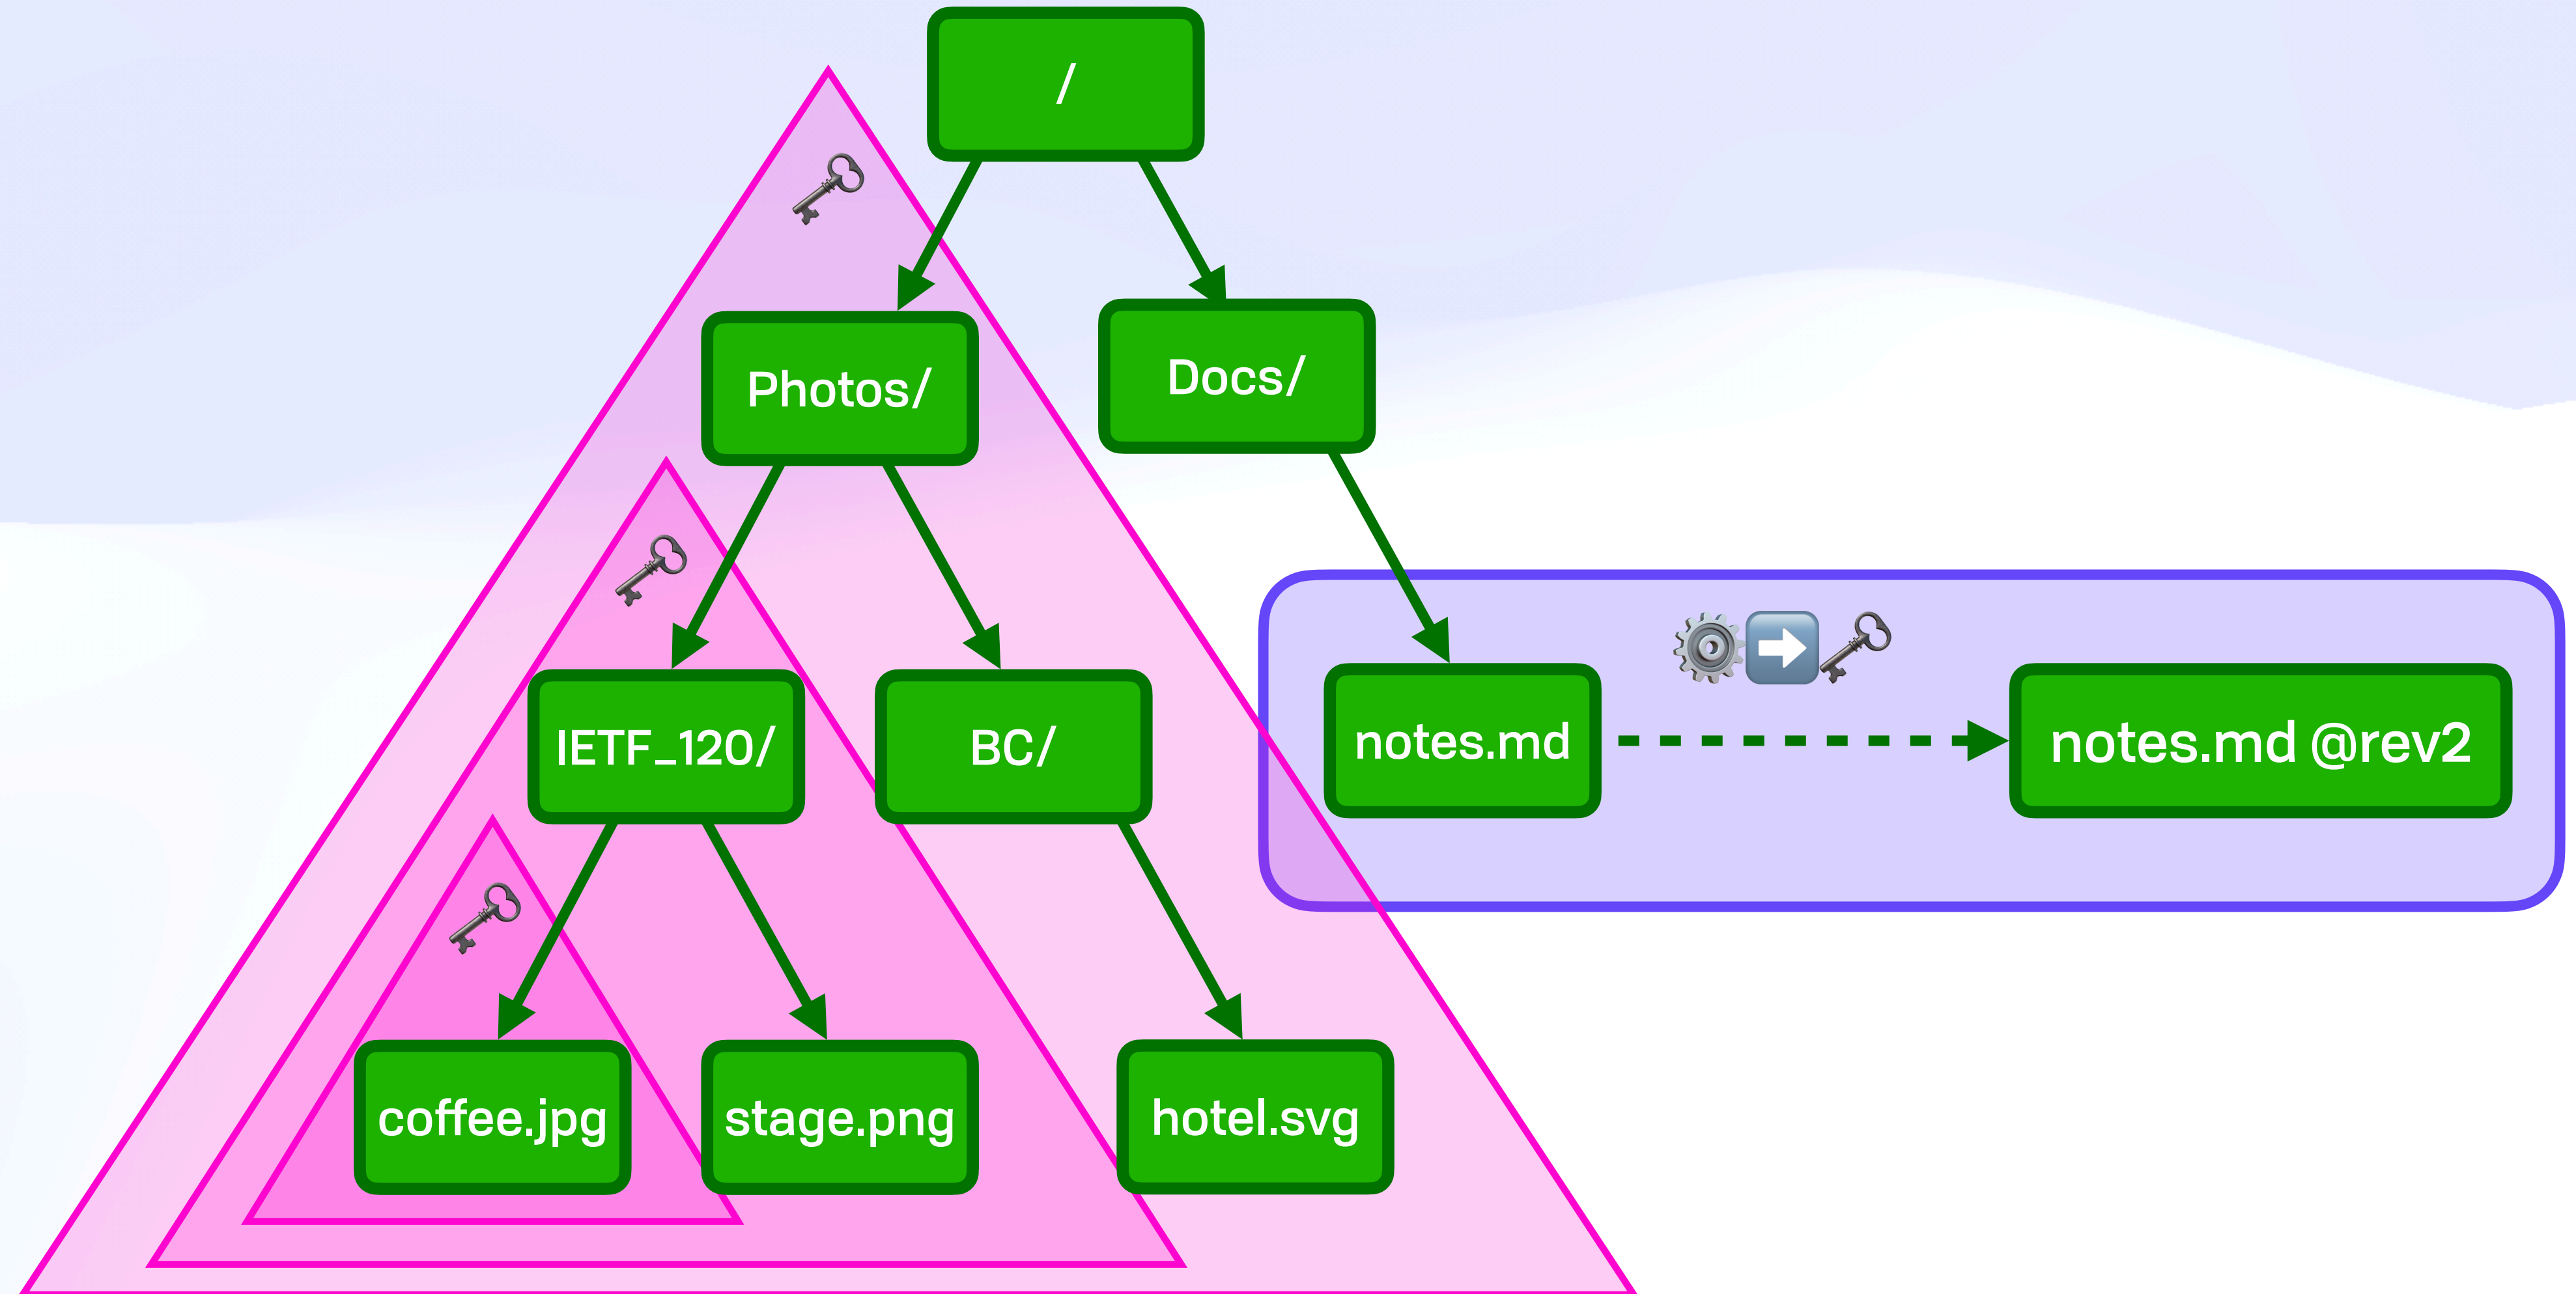 /
Photos/
Docs/
IETF_120/
BC/
notes.md
notes.md @rev2
coffee.jpg
stage.png
hotel.svg